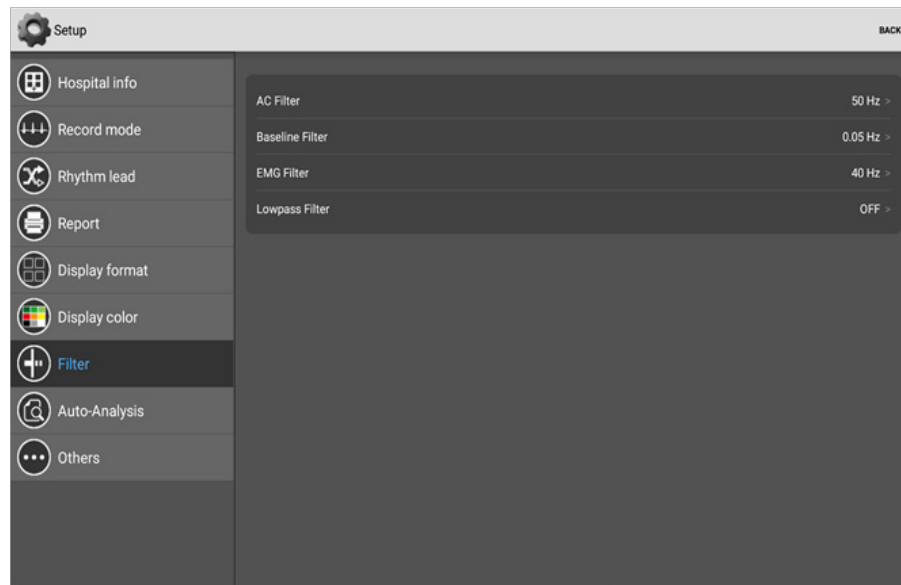 Setup
BACK
Hospital info
Record mode
Rhythm lead
Report
Display format
Display color
Filter
Auto-Analysis
Others
AC Filter 50 Hz >
Baseline Filter 0.05 Hz >
EMG Filter 40 Hz >
Lowpass Filter OFF >